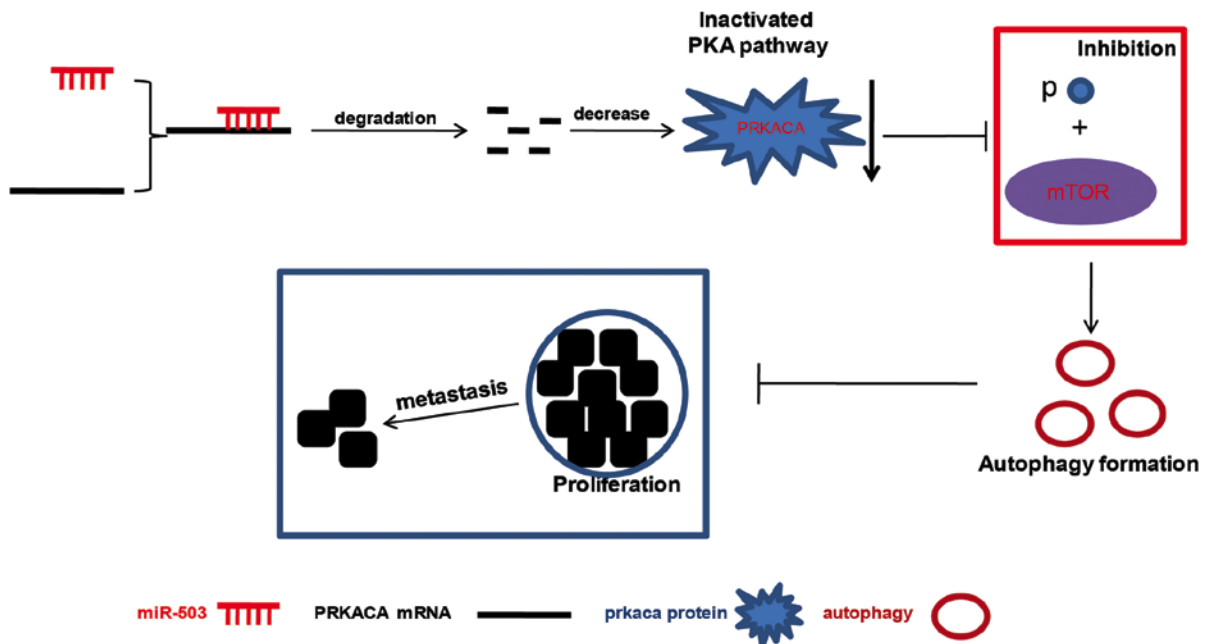 Inactivated
PKA pathway
Inhibition
p
+
degradation
decrease
PRKACA
mTOR
metastasis
Proliferation
Autophagy formation
miR-503
PRKACA mRNA
prkaca protein
autophagy